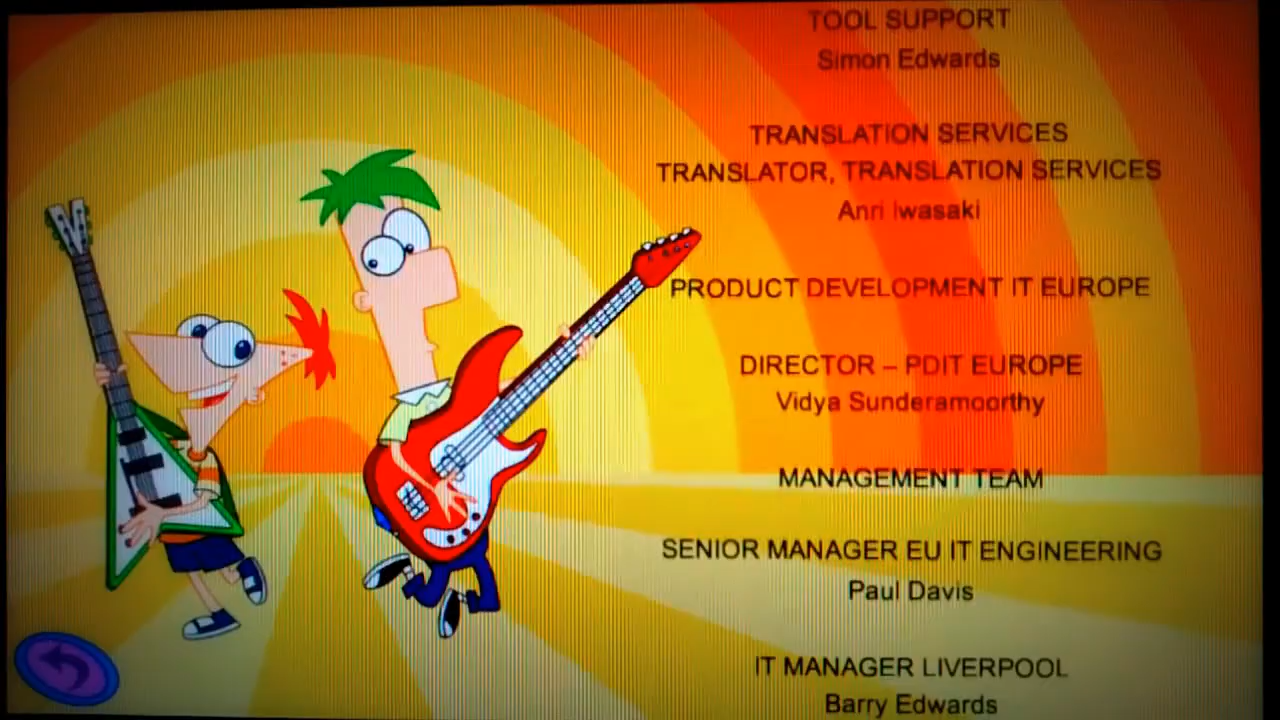 TOOL SUPPORT
Simon Edwards
TRANSLATION SERVICES
TRANSLATOR, TRANSLATION SERVICES
Anri Iwasaki
PRODUCT DEVELOPMENT IT EUROPE
DIRECTOR – PDIT EUROPE
Vidya Sunderamoorthy
MANAGEMENT TEAM
SENIOR MANAGER EU IT ENGINEERING
Paul Davis
IT MANAGER LIVERPOOL
Barry Edwards